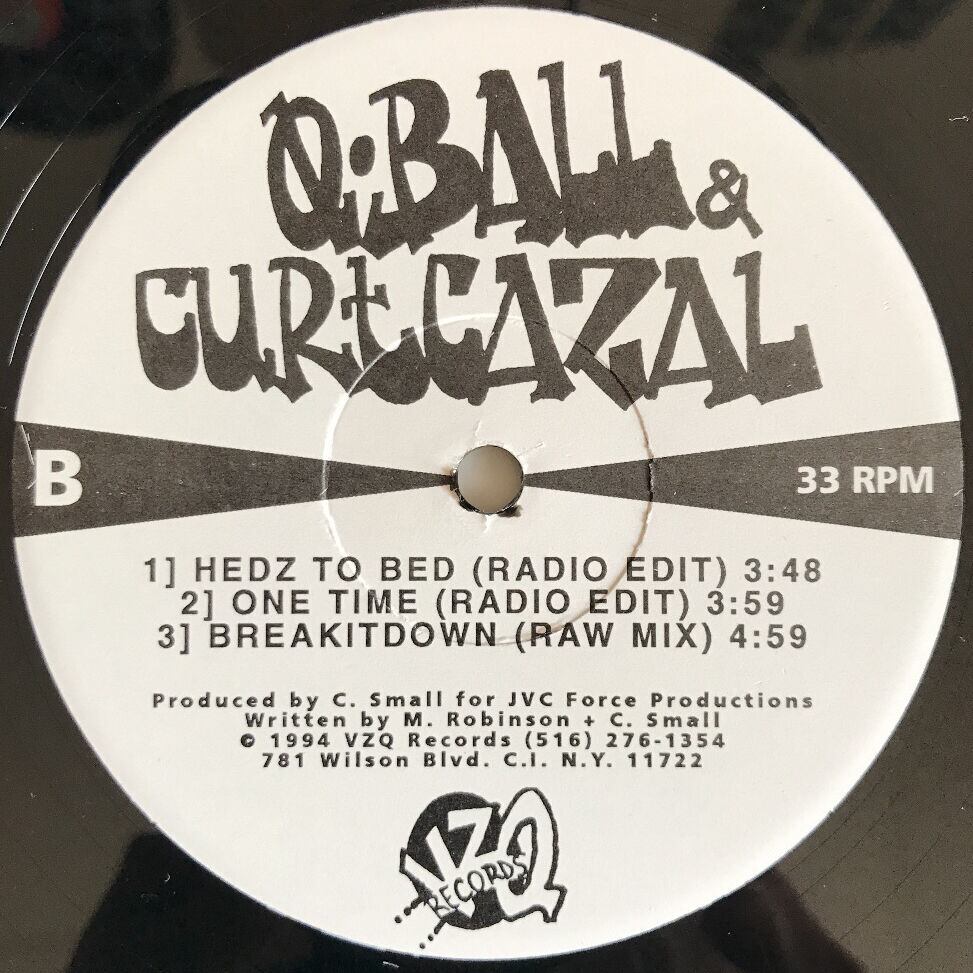 Q-BALL &
CURT CAZAL
B
33 RPM
1] HEDZ TO BED (RADIO EDIT) 3:48
2] ONE TIME (RADIO EDIT) 3:59
3] BREAKITDOWN (RAW MIX) 4:59
Produced by C. Small for JVC Force Productions
Written by M. Robinson + C. Small
© 1994 VZQ Records (516) 276-1354
781 Wilson Blvd. C.I. N.Y. 11722
VZQ
RECORDS